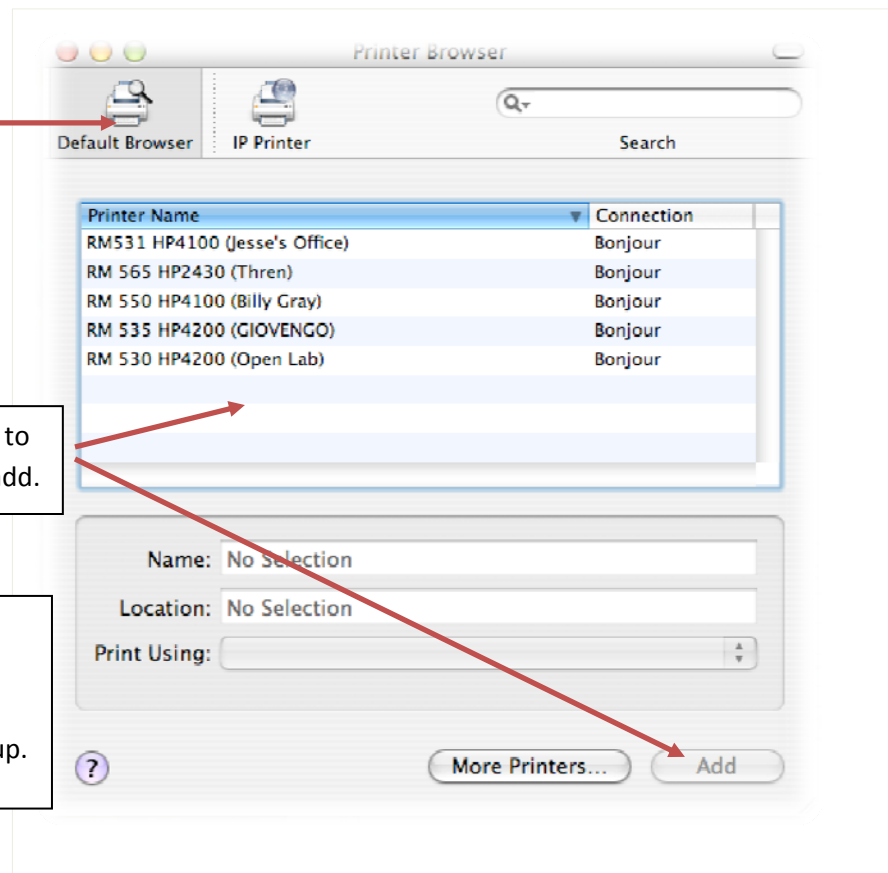 Printer Browser
Default Browser IP Printer Search
Printer Name Connection
RM531 HP4100 (Jesse's Office) Bonjour
RM 565 HP2430 (Thren) Bonjour
RM 550 HP4100 (Billy Gray) Bonjour
RM 535 HP4200 (GIOVENGO) Bonjour
RM 530 HP4200 (Open Lab) Bonjour
to
add.
Name: No Selection
Location: No Selection
Print Using:
up.
? More Printers... Add